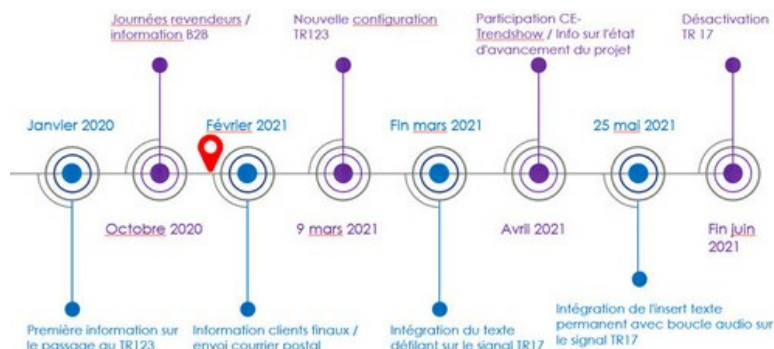 Journées revendeurs /
information B2B
Nouvelle configuration
TR123
Participation CE-
Trendshow / Info sur l'état
d'avancement du projet
Désactivation
TR 17
Janvier 2020
Février 2021
Fin mars 2021
25 mai 2021
Octobre 2020
9 mars 2021
Avril 2021
Fin juin
2021
Première information sur
le passage au TR123
Information clients finaux /
envoi courrier postal
Intégration du texte
défilant sur le signal TR17
Intégration de l'insert texte
permanent avec boucle audio sur
le signal TR17